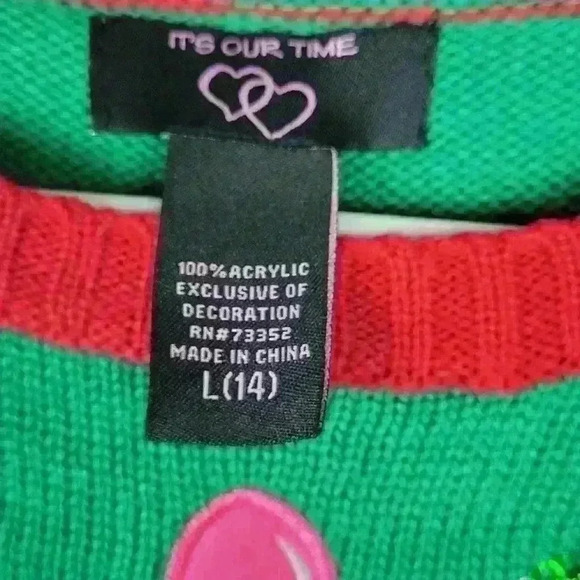 IT'S OUR TIME
100% ACRYLIC
EXCLUSIVE OF
DECORATION
RN#73352
MADE IN CHINA
L(14)